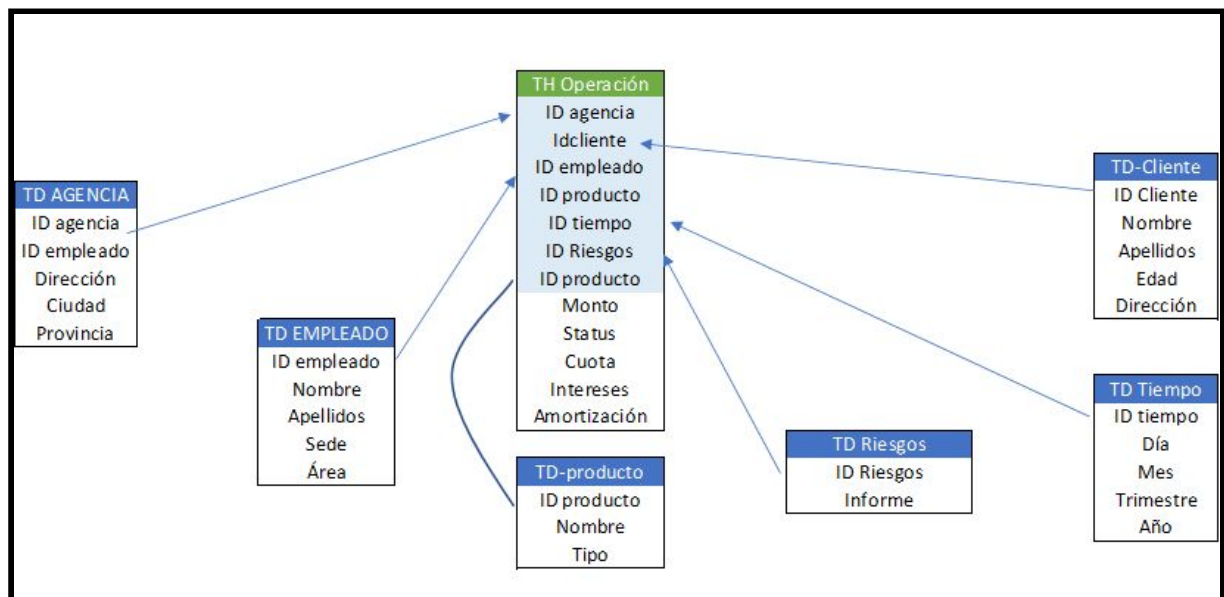 TH Operación
ID agencia
Idcliente
ID empleado
ID producto
ID tiempo
ID Riesgos
ID producto
Monto
Status
Cuota
Intereses
Amortización
TD AGENCIA
ID agencia
ID empleado
Dirección
Ciudad
Provincia
TD EMPLEADO
ID empleado
Nombre
Apellidos
Sede
Área
TD-producto
ID producto
Nombre
Tipo
TD Riesgos
ID Riesgos
Informe
TD-Cliente
ID Cliente
Nombre
Apellidos
Edad
Dirección
TD Tiempo
ID tiempo
Día
Mes
Trimestre
Año